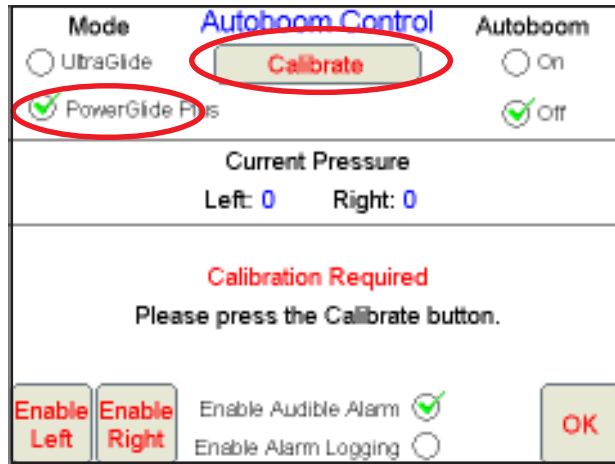 Mode Autoboom Control Autoboom
UltraGlide Calibrate On
PowerGlide Plus Off
Current Pressure
Left: 0 Right: 0
Calibration Required
Please press the Calibrate button.
Enable Left Enable Right Enable Audible Alarm OK
Enable Alarm Logging